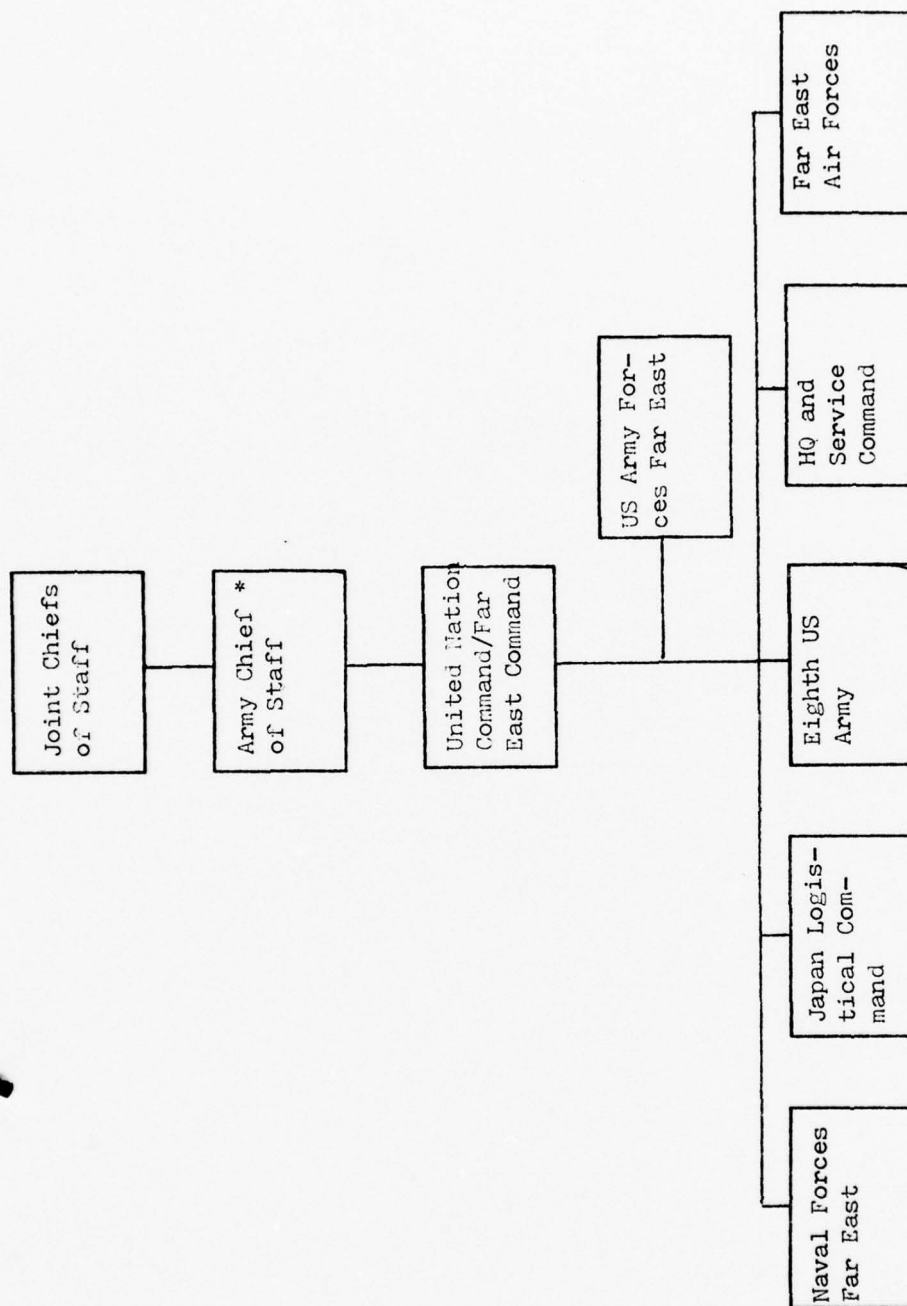 Joint Chiefs
of Staff
Army Chief *
of Staff
United Nation
Command/Far
East Command
US Army For-
ces Far East
Naval Forces
Far East
Japan Logis-
tical Com-
mand
Eighth US
Army
HQ and
Service
Command
Far East
Air Forces